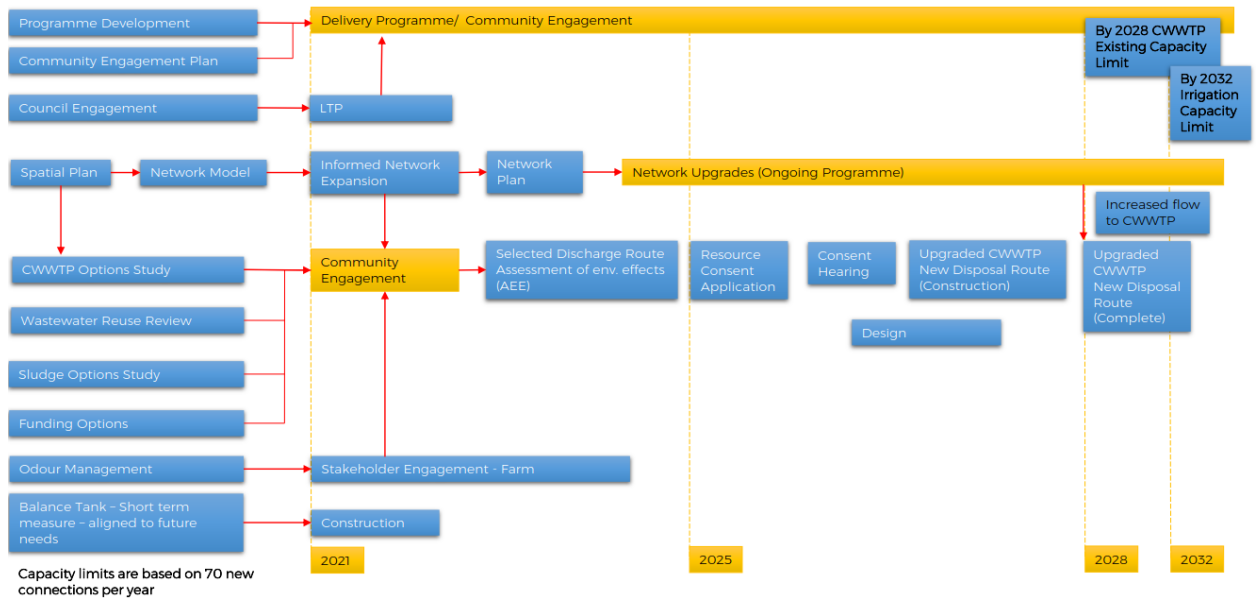 Programme Development
Delivery Programme/ Community Engagement
Community Engagement Plan
By 2028 CWWTP
Existing Capacity
Limit
By 2032
Irrigation
Capacity
Limit
Council Engagement
LTP
Spatial Plan
Network Model
Informed Network
Expansion
Network
Plan
Network Upgrades (Ongoing Programme)
Increased flow
to CWWTP
CWWTP Options Study
Community
Engagement
Selected Discharge Route
Assessment of env. effects
(AEE)
Resource
Consent
Application
Consent
Hearing
Upgraded CWWTP
New Disposal Route
(Construction)
Upgraded
CWWTP
New Disposal
Route
(Complete)
Wastewater Reuse Review
Design
Sludge Options Study
Funding Options
Odour Management
Stakeholder Engagement - Farm
Balance Tank – Short term
measure – aligned to future
needs
Construction
2021
2025
2028
2032
Capacity limits are based on 70 new
connections per year